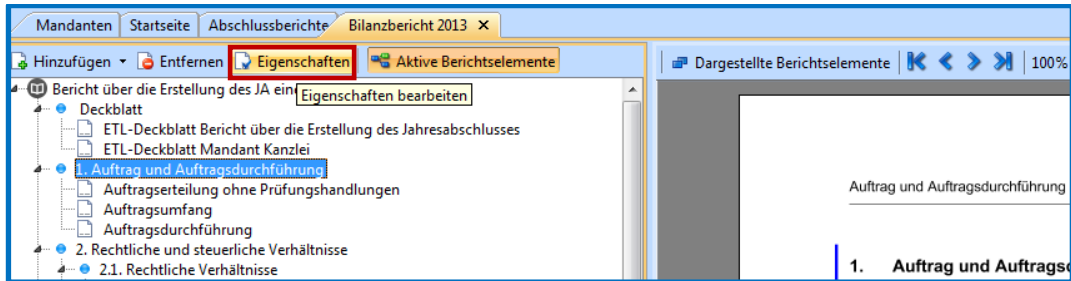 Mandanten Startseite Abschlussberichte Bilanzbericht 2013
Hinzufügen Entfernen Eigenschaften Aktive Berichtselemente
Dargestellte Berichtselemente 100%
Bericht über die Erstellung des JA
Eigenschaften bearbeiten
Deckblatt
ETL-Deckblatt Bericht über die Erstellung des Jahresabschlusses
ETL-Deckblatt Mandant Kanzlei
1. Auftrag und Auftragsdurchführung
Auftragserteilung ohne Prüfungshandlungen
Auftragsumfang
Auftragsdurchführung
2. Rechtliche und steuerliche Verhältnisse
2.1. Rechtliche Verhältnisse
Auftrag und Auftragsdurchführung
1. Auftrag und